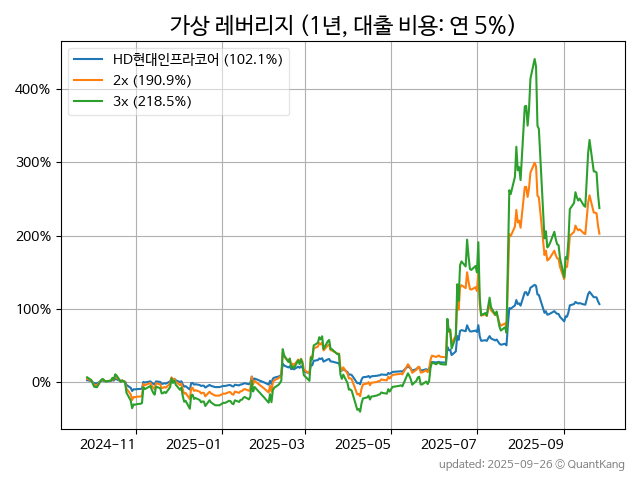 가상 레버리지 (1년, 대출 비용: 연 5%)
HD현대인프라코어 (102.1%)
2x (190.9%)
3x (218.5%)
400%
300%
200%
100%
0%
2024-11 2025-01 2025-03 2025-05 2025-07 2025-09
updated: 2025-09-26 © QuantKang